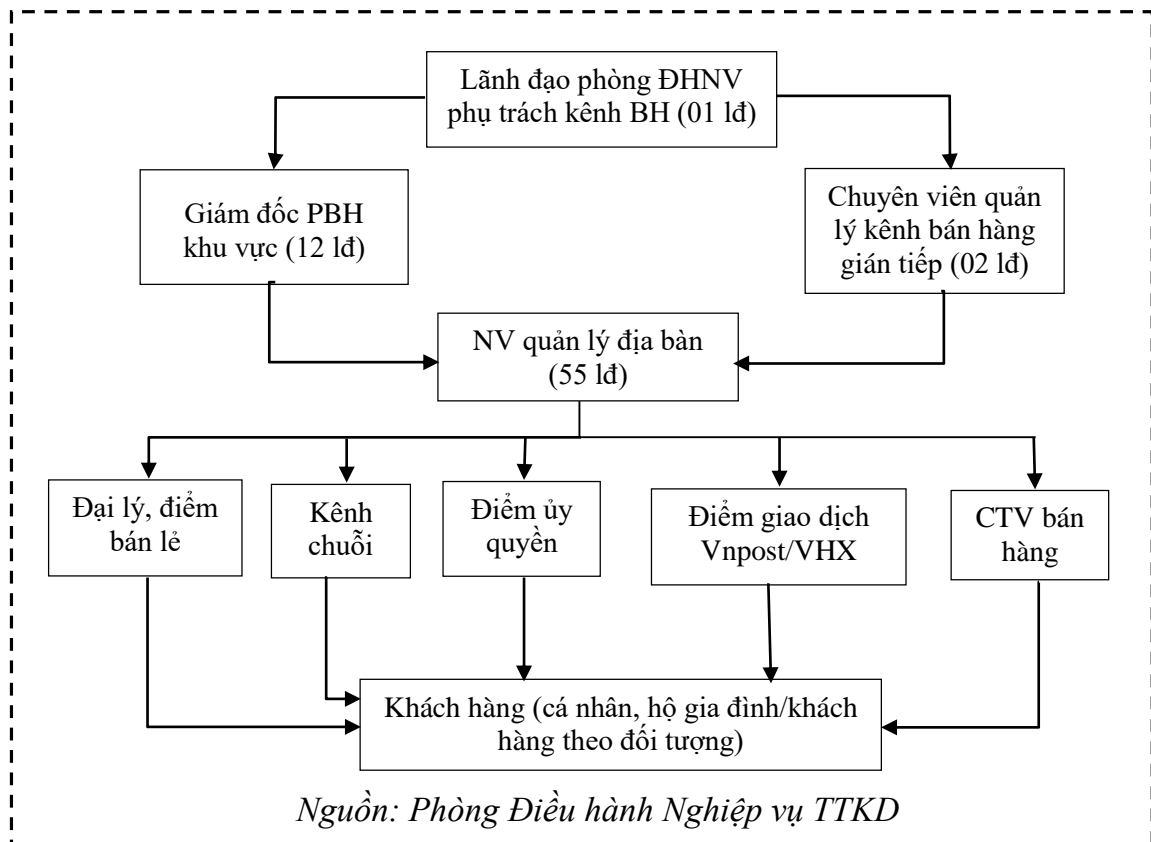 Lãnh đạo phòng ĐHNV
phụ trách kênh BH (01 lđ)
Giám đốc PBH
khu vực (12 lđ)
Chuyên viên quản
lý kênh bán hàng
gián tiếp (02 lđ)
NV quản lý địa bàn
(55 lđ)
Đại lý, điểm
bán lẻ
Kênh
chuỗi
Điểm ủy
quyền
Điểm giao dịch
Vnpost/VHX
CTV bán
hàng
Khách hàng (cá nhân, hộ gia đình/khách
hàng theo đối tượng)
Nguồn: Phòng Điều hành Nghiệp vụ TTKD